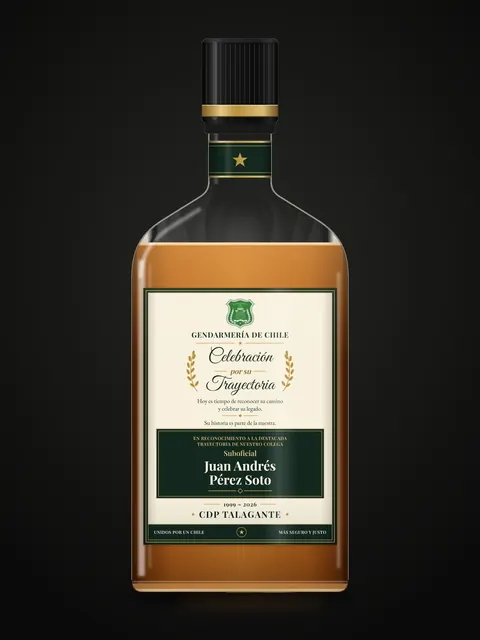 GENDARMERÍA DE CHILE
Celebración
por su
Trayectoria
Hoy es tiempo de reconocer su camino
y celebrar su legado.
Su historia es parte de la nuestra.
EN RECONOCIMIENTO A LA DESTACADA
TRAYECTORIA DE NUESTRO COLEGA
Suboficial
Juan Andrés
Pérez Soto
1999 – 2026
CDP TALAGANTE
UNIDOS POR UN CHILE
MÁS SEGURO Y JUSTO